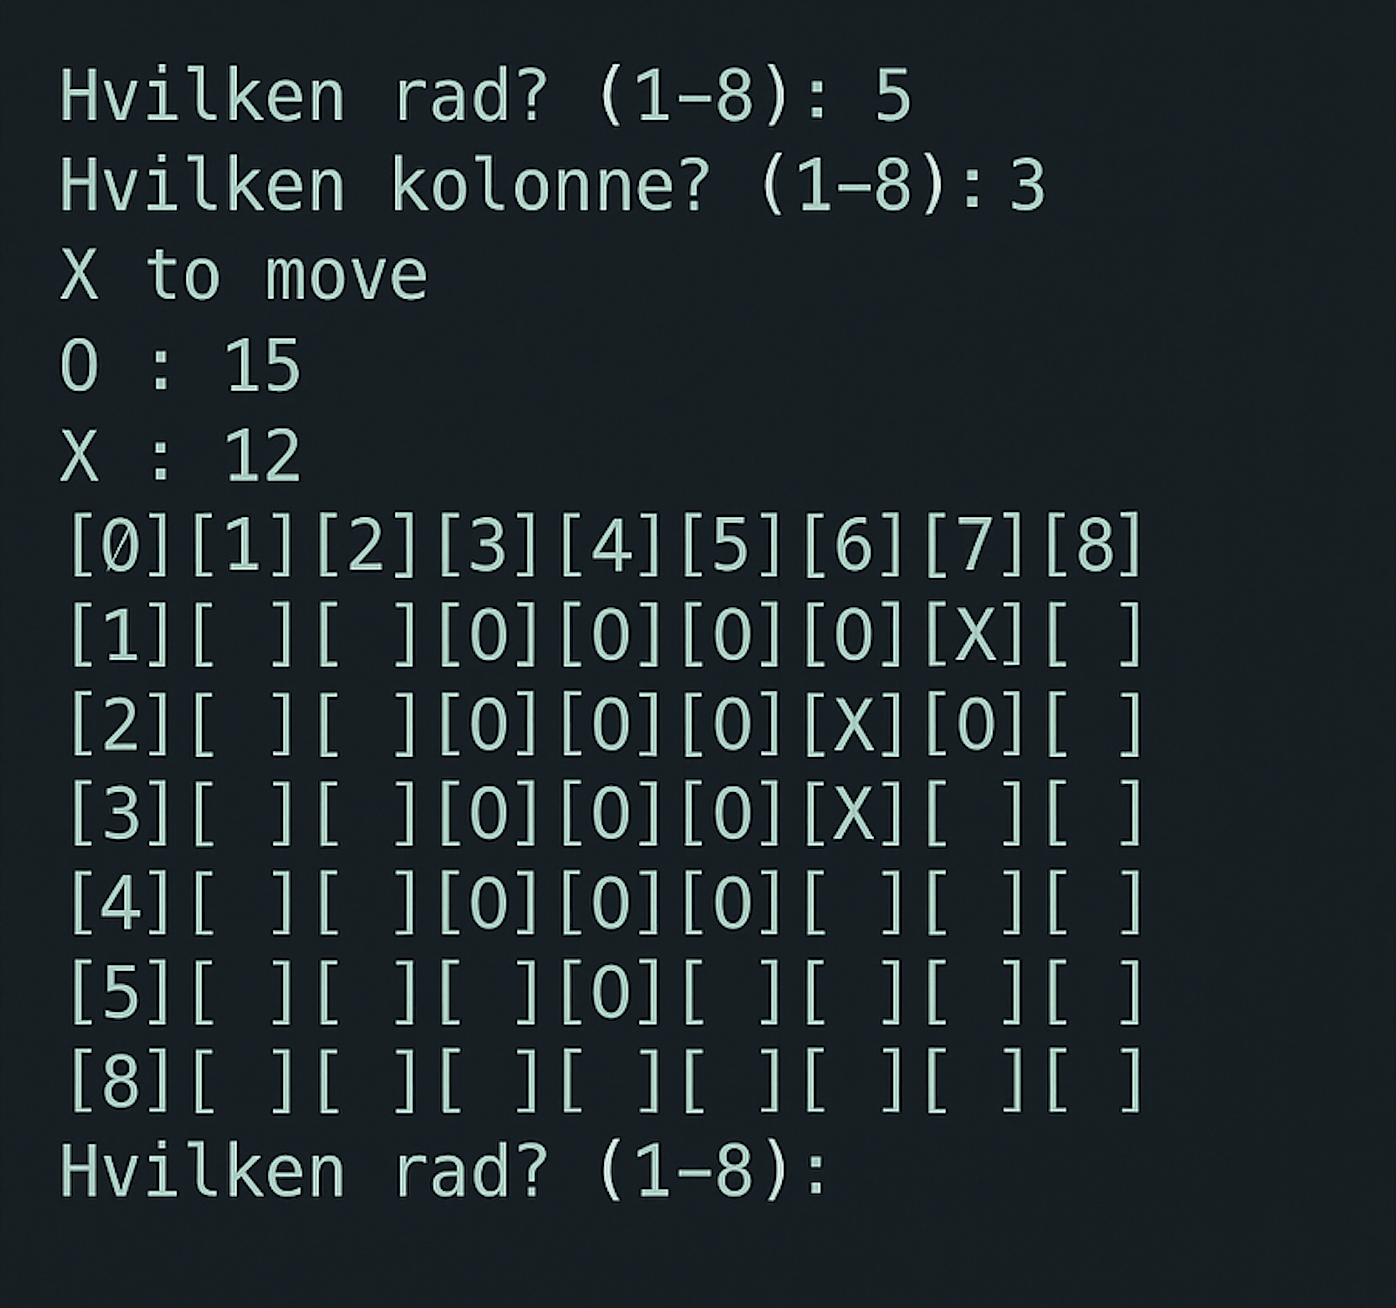 Hvilken rad? (1-8): 5
Hvilken kolonne? (1-8): 3
X to move
O : 15
X : 12
[0][1][2][3][4][5][6][7][8]
[1][ ][ ][O][O][O][O][X][ ]
[2][ ][ ][O][O][O][X][O][ ]
[3][ ][ ][O][O][O][X][ ][ ]
[4][ ][ ][O][O][O][ ][ ][ ]
[5][ ][ ][ ][O][ ][ ][ ][ ]
[8][ ][ ][ ][ ][ ][ ][ ][ ]
Hvilken rad? (1-8):